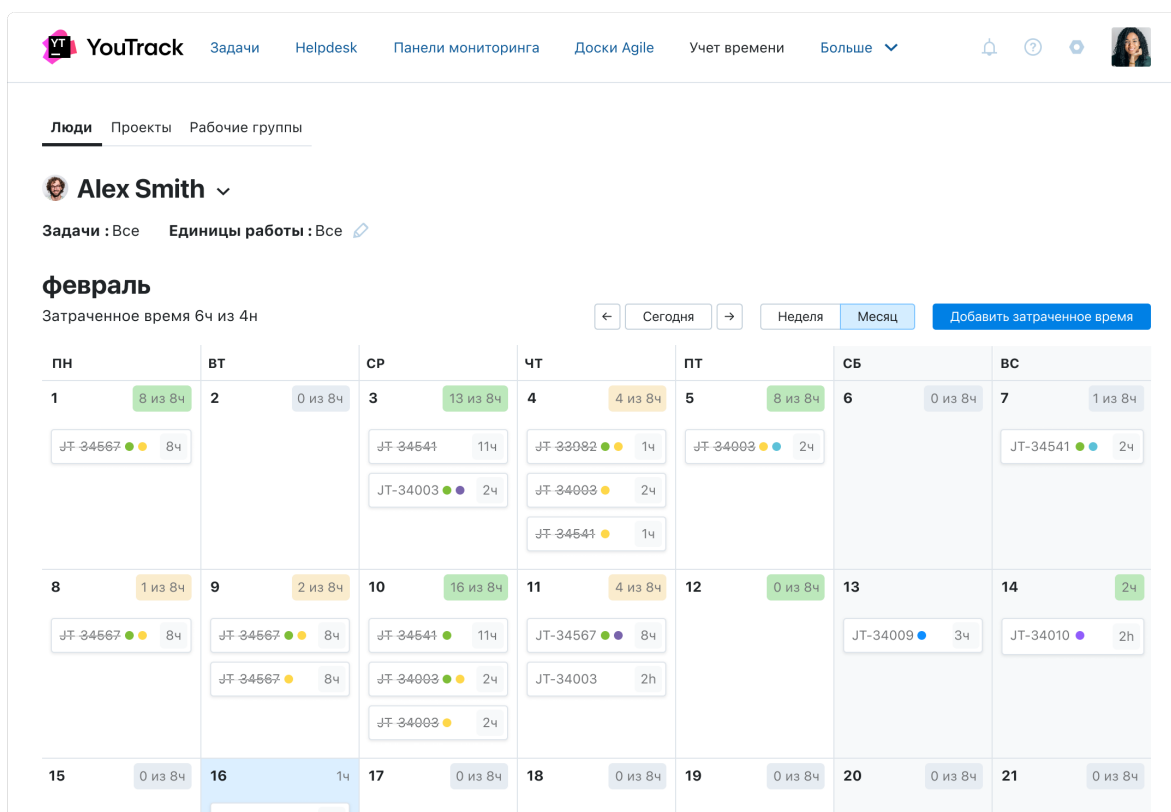 YT YouTrack Задачи Helpdesk Панели мониторинга Доски Agile Учет времени Больше
Люди Проекты Рабочие группы
Alex Smith
Задачи : Все Единицы работы : Все
февраль
Затраченное время 6ч из 4н
← Сегодня → Неделя Месяц Добавить затраченное время
ПН ВТ СР ЧТ ПТ СБ ВС
1 8 из 8ч 2 0 из 8ч 3 13 из 8ч 4 4 из 8ч 5 8 из 8ч 6 0 из 8ч 7 1 из 8ч
JT-34567 8ч JT-34541 11ч JT-33982 1ч JT-34003 2ч JT-34541 2ч
JT-34003 2ч JT-34003 2ч
JT-34541 1ч
8 1 из 8ч 9 2 из 8ч 10 16 из 8ч 11 4 из 8ч 12 0 из 8ч 13 14 2ч
JT-34567 8ч JT-34567 8ч JT-34541 11ч JT-34567 8ч JT-34009 3ч JT-34010 2h
JT-34567 8ч JT-34003 2ч JT-34003 2h
JT-34003 2ч
15 0 из 8ч 16 1ч 17 0 из 8ч 18 0 из 8ч 19 0 из 8ч 20 0 из 8ч 21 0 из 8ч